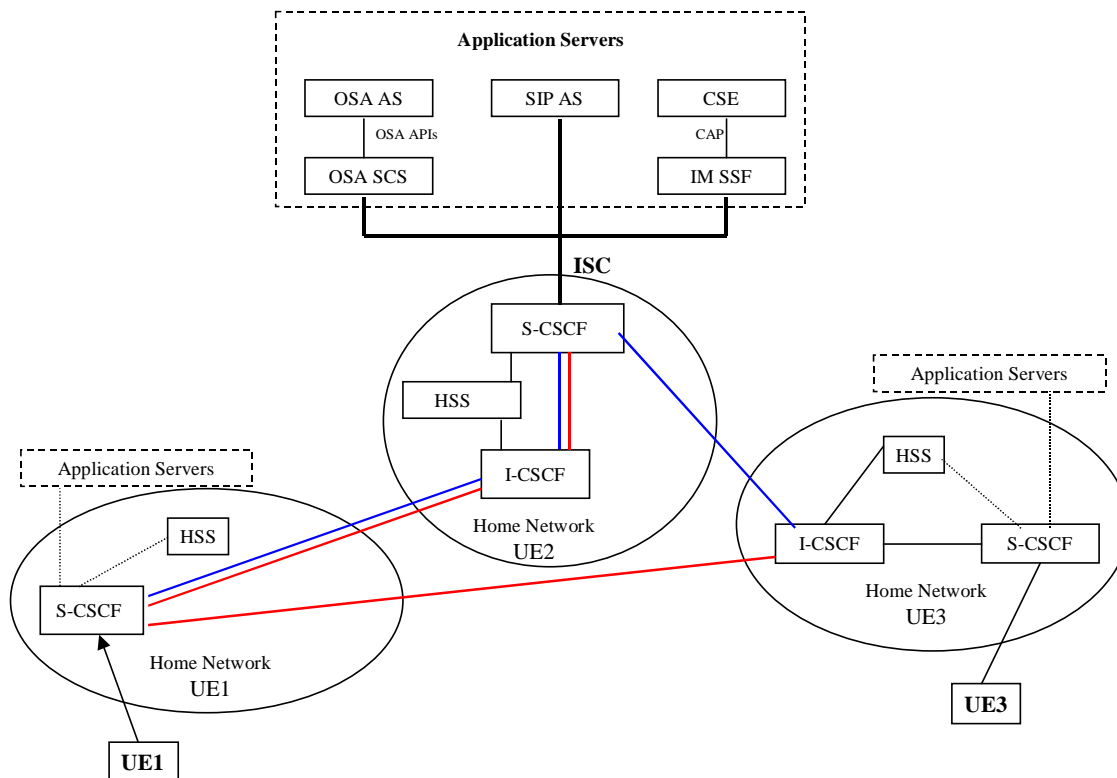 Application Servers
OSA AS
SIP AS
CSE
OSA APIs
CAP
OSA SCS
IM SSF
ISC
S-CSCF
HSS
I-CSCF
Home Network
UE2
Application Servers
HSS
S-CSCF
Home Network
UE1
UE1
Application Servers
HSS
I-CSCF
S-CSCF
Home Network
UE3
UE3